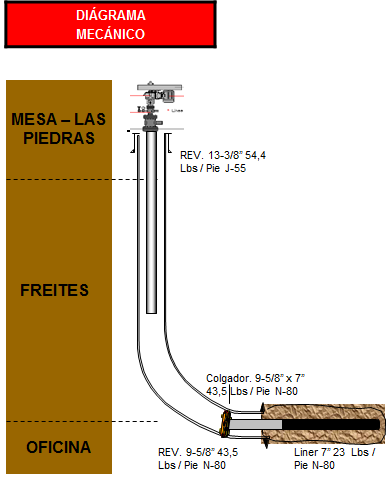 DIÁGRAMA
MECÁNICO
MESA – LAS
PIEDRAS
REV. 13-3/8” 54,4
Lbs / Pie J-55
FREITES
Colgador. 9-5/8” x 7”
43,5 Lbs / Pie N-80
OFICINA
REV. 9-5/8” 43,5
Lbs / Pie N-80
Liner 7” 23 Lbs /
Pie N-80